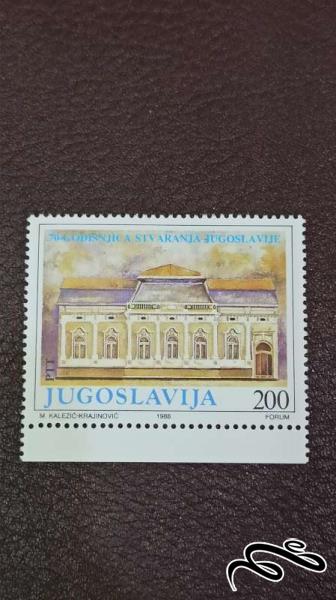 70-GODIŠNJICA STVARANJA JUGOSLAVIJE
PTT
JUGOSLAVIJA 200
M. KALEZIĆ-KRAJINOVIĆ 1988 FORUM